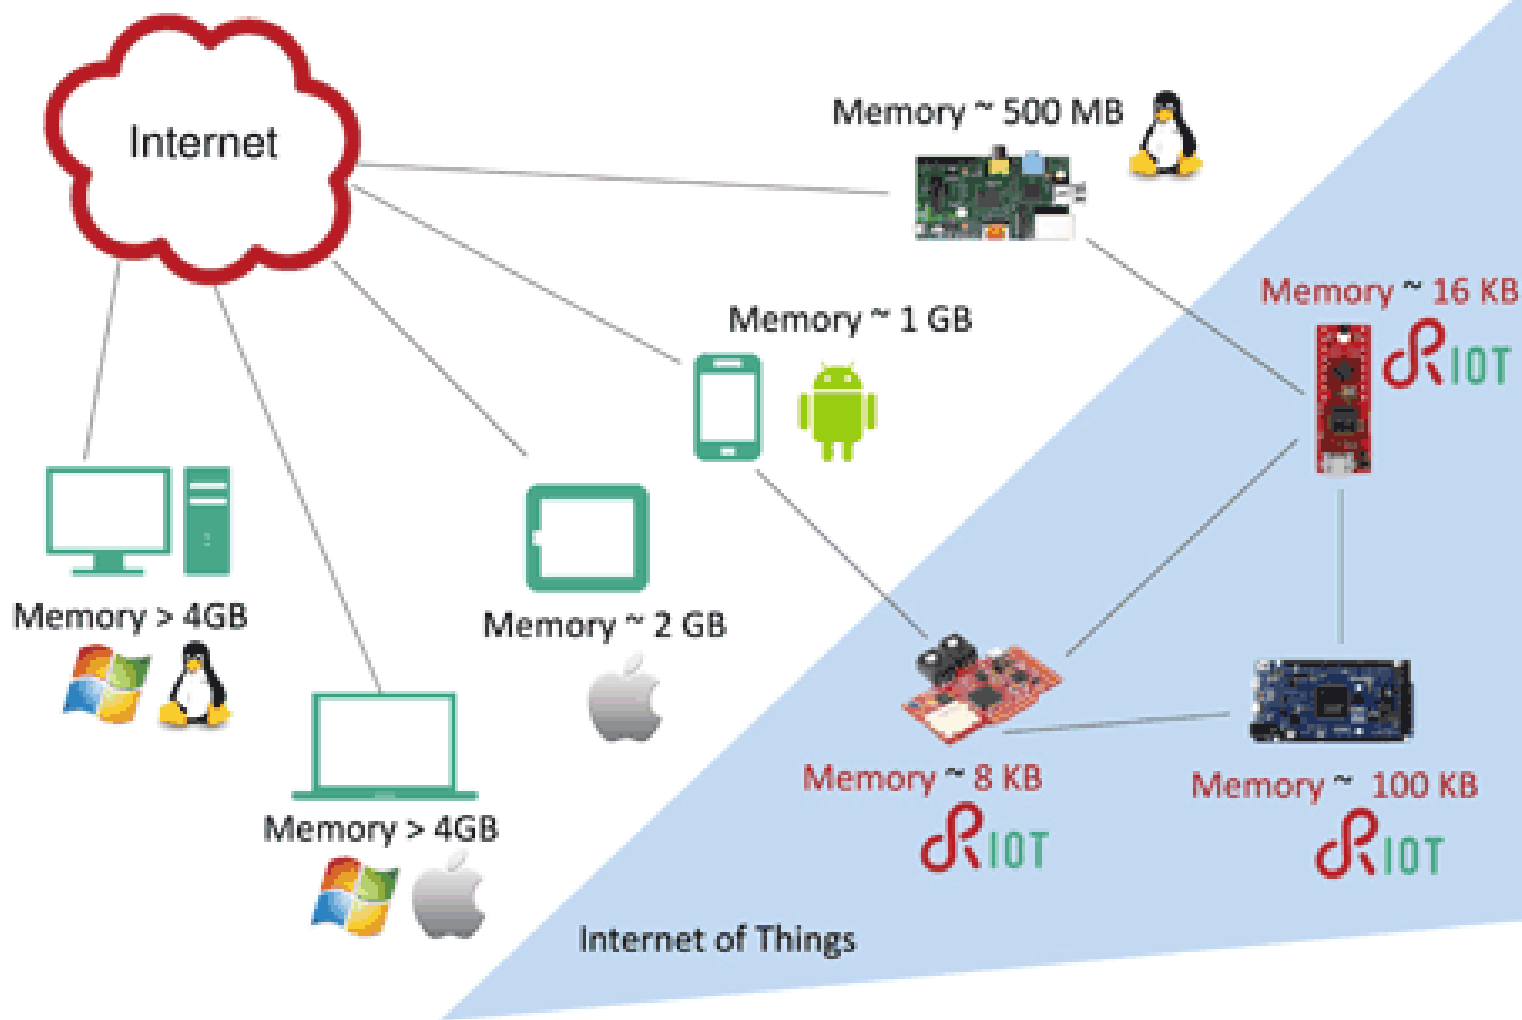 Internet
Memory ~ 500 MB
Memory ~ 16 KB
RIOT
Memory ~ 1 GB
Memory > 4GB
Memory ~ 2 GB
Memory ~ 8 KB
RIOT
Memory ~ 100 KB
RIOT
Memory > 4GB
Internet of Things